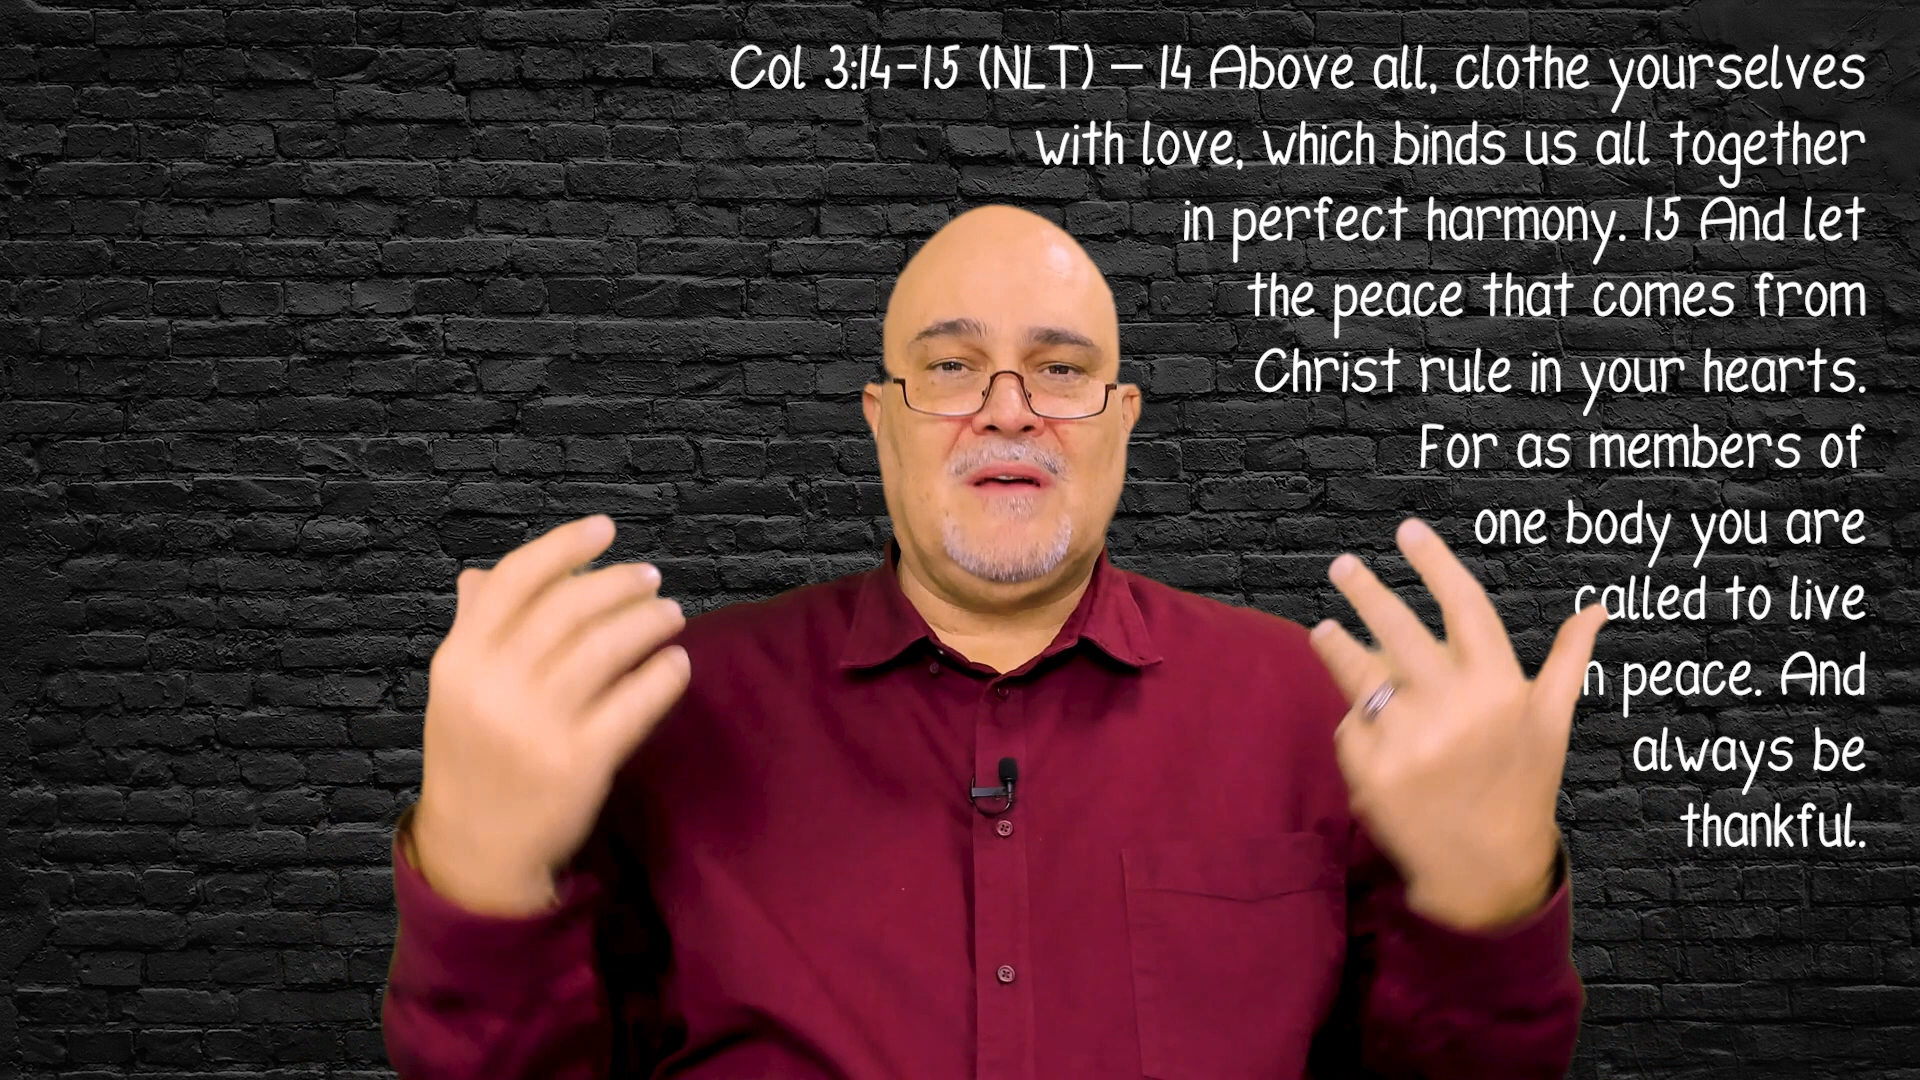 Col 3:14-15 (NLT) – 14 Above all, clothe yourselves
with love, which binds us all together
in perfect harmony. 15 And let
the peace that comes from
Christ rule in your hearts.
For as members of
one body you are
called to live
n peace. And
always be
thankful.